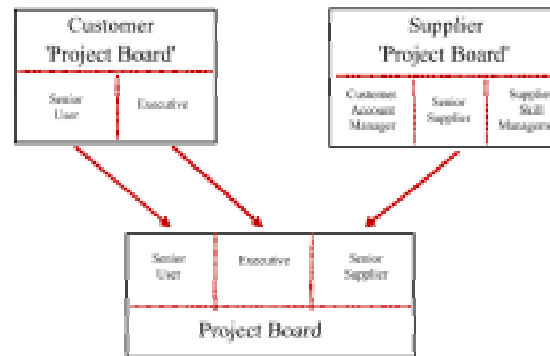 Customer
'Project Board'
Senior
User
Executive
Supplier
'Project Board'
Customer
Account
Manager
Senior
Supplier
Supplier
Skill
Senior
User
Executive
Senior
Supplier
Project Board